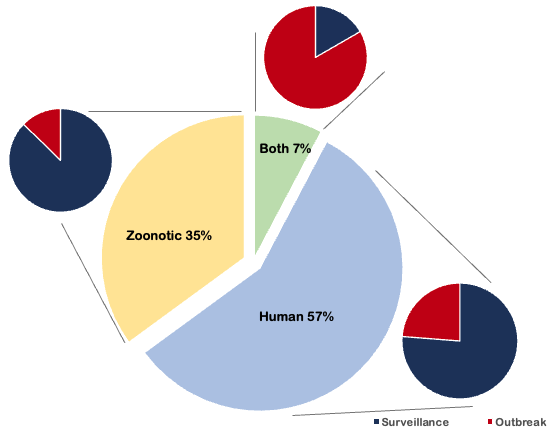 Both 7%
Zoonotic 35%
Human 57%
Surveillance Outbreak